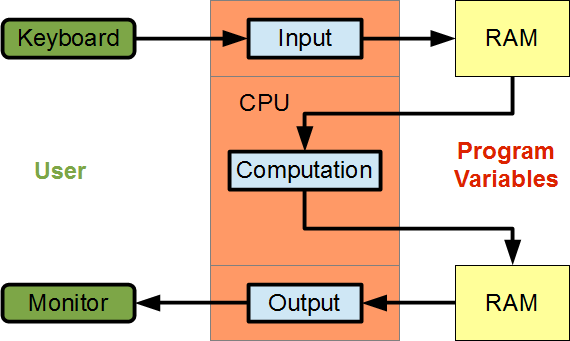 Keyboard
Input
RAM
CPU
Computation
User
Program
Variables
Monitor
Output
RAM